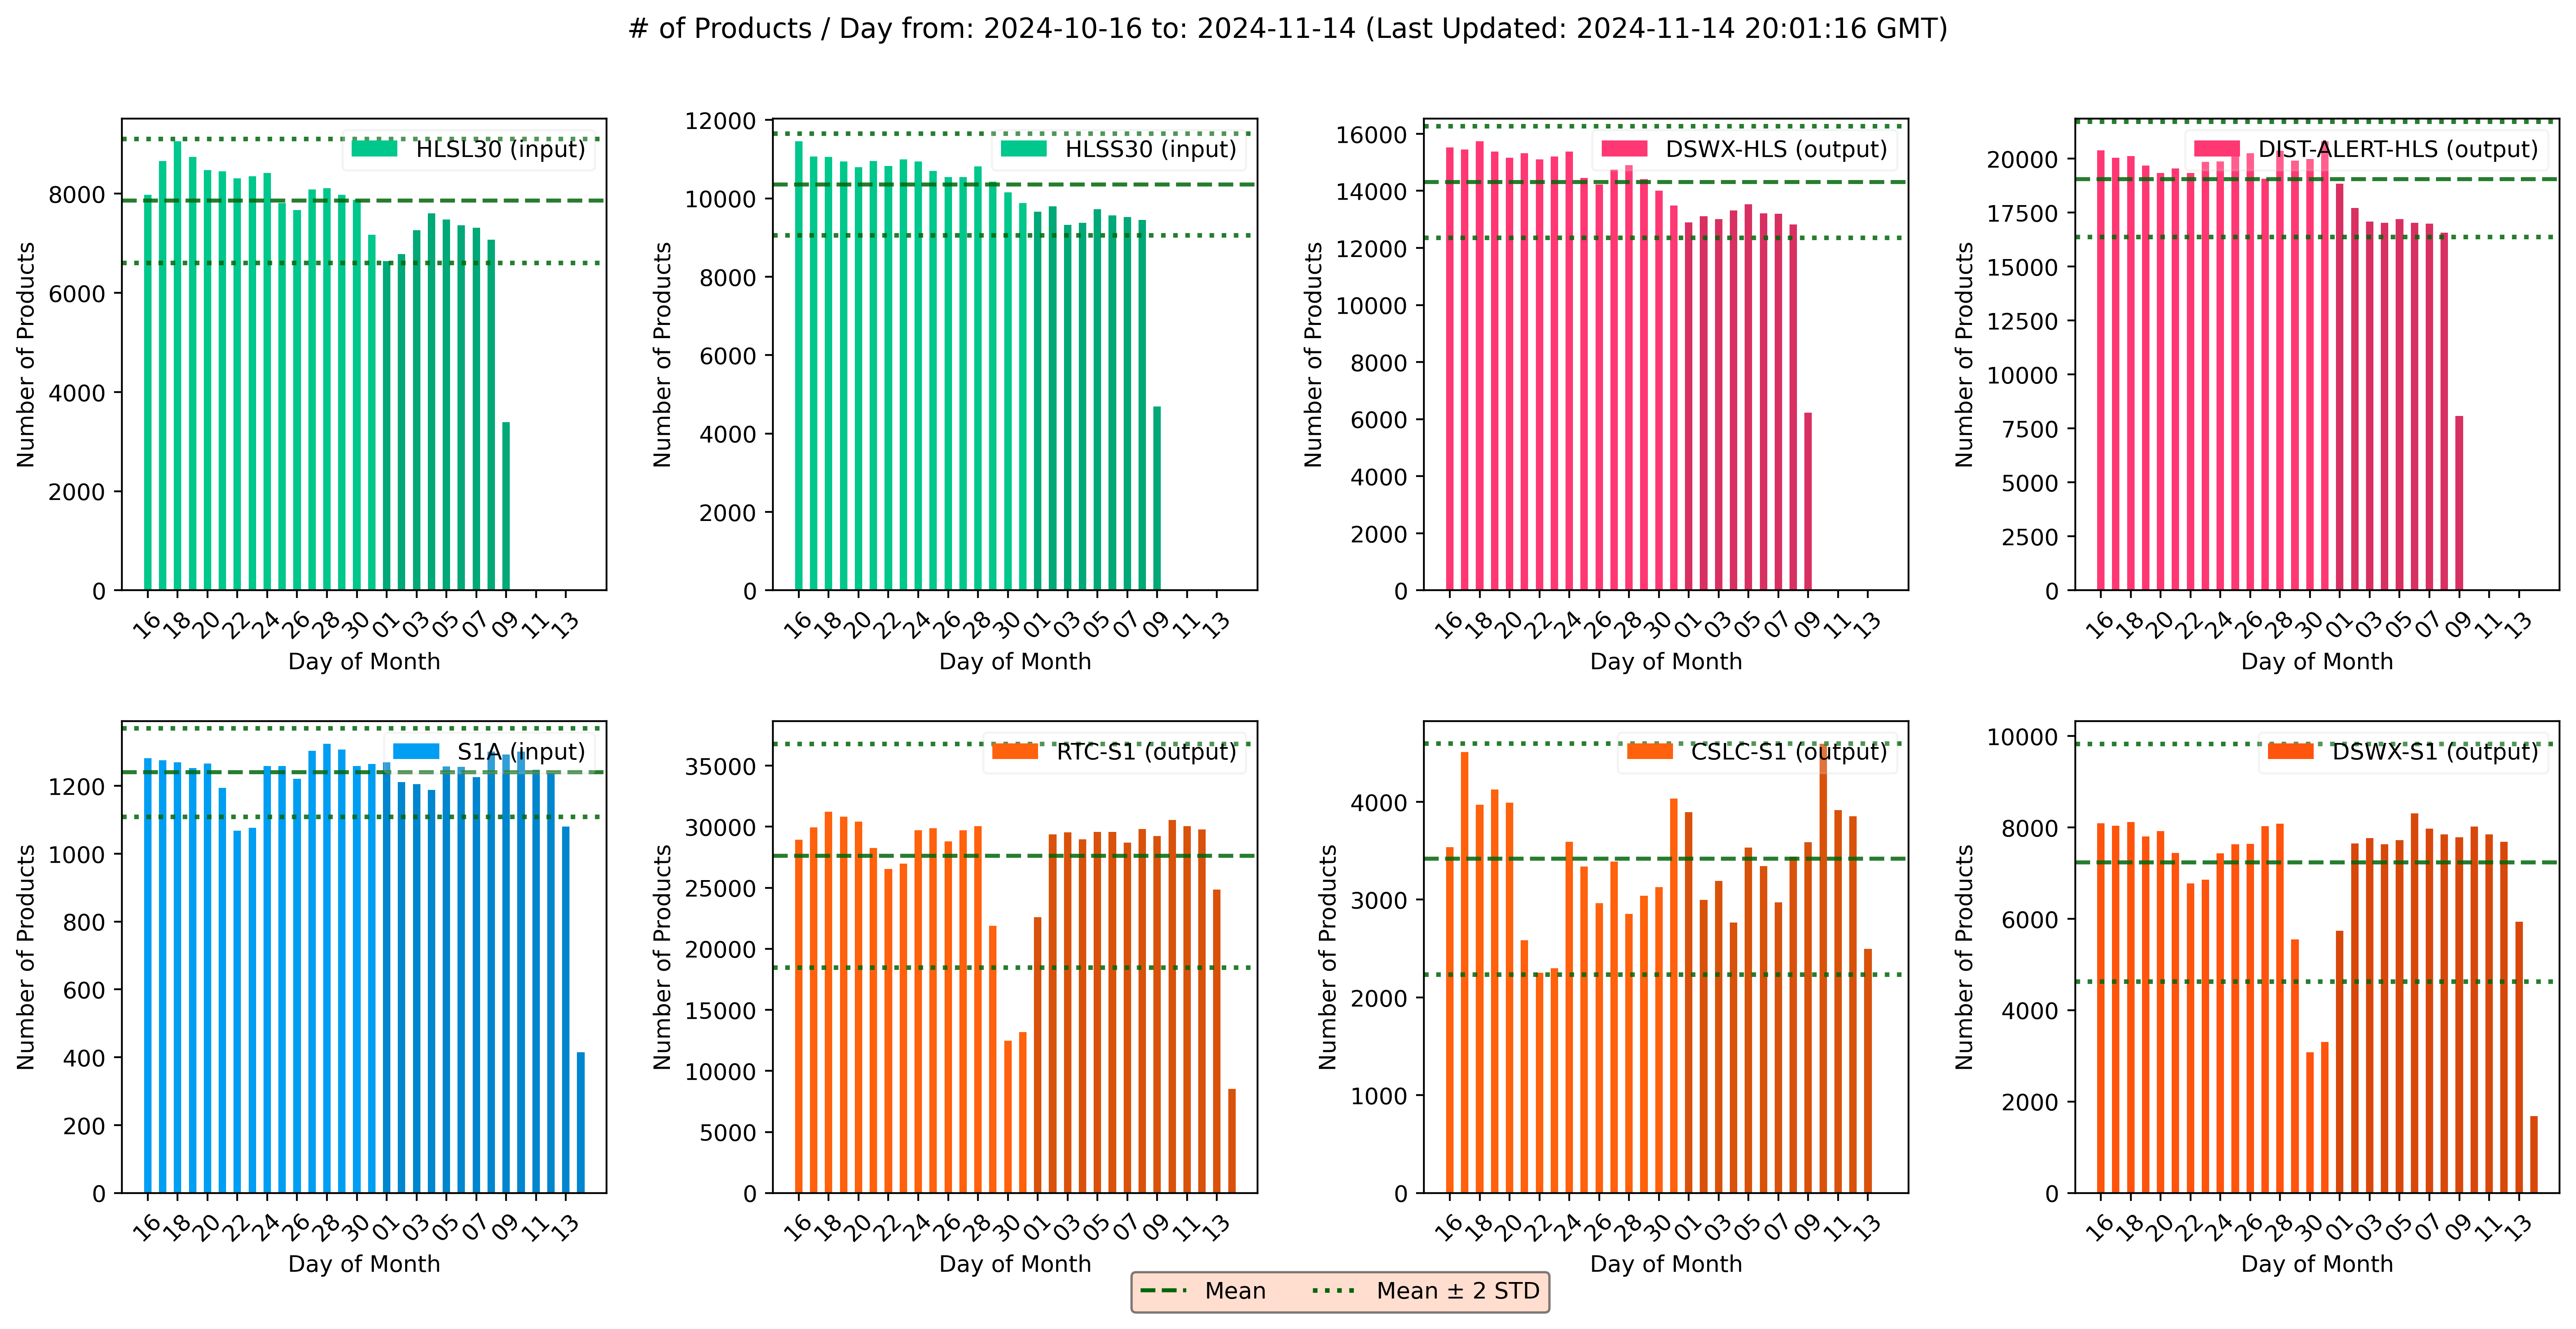 # of Products / Day from: 2024-10-16 to: 2024-11-14 (Last Updated: 2024-11-14 20:01:16 GMT)
HLSL30 (input)
Number of Products
8000
6000
4000
2000
0
16 18 20 22 24 26 28 30 01 03 05 07 09 11 13
Day of Month
HLSS30 (input)
Number of Products
12000
10000
8000
6000
4000
2000
0
16 18 20 22 24 26 28 30 01 03 05 07 09 11 13
Day of Month
DSWX-HLS (output)
Number of Products
16000
14000
12000
10000
8000
6000
4000
2000
0
16 18 20 22 24 26 28 30 01 03 05 07 09 11 13
Day of Month
DIST-ALERT-HLS (output)
Number of Products
20000
17500
15000
12500
10000
7500
5000
2500
0
16 18 20 22 24 26 28 30 01 03 05 07 09 11 13
Day of Month
S1A (input)
Number of Products
1200
1000
800
600
400
200
0
16 18 20 22 24 26 28 30 01 03 05 07 09 11 13
Day of Month
RTC-S1 (output)
Number of Products
35000
30000
25000
20000
15000
10000
5000
0
16 18 20 22 24 26 28 30 01 03 05 07 09 11 13
Day of Month
CSLC-S1 (output)
Number of Products
4000
3000
2000
1000
0
16 18 20 22 24 26 28 30 01 03 05 07 09 11 13
Day of Month
DSWX-S1 (output)
Number of Products
10000
8000
6000
4000
2000
0
16 18 20 22 24 26 28 30 01 03 05 07 09 11 13
Day of Month
Mean
Mean ± 2 STD